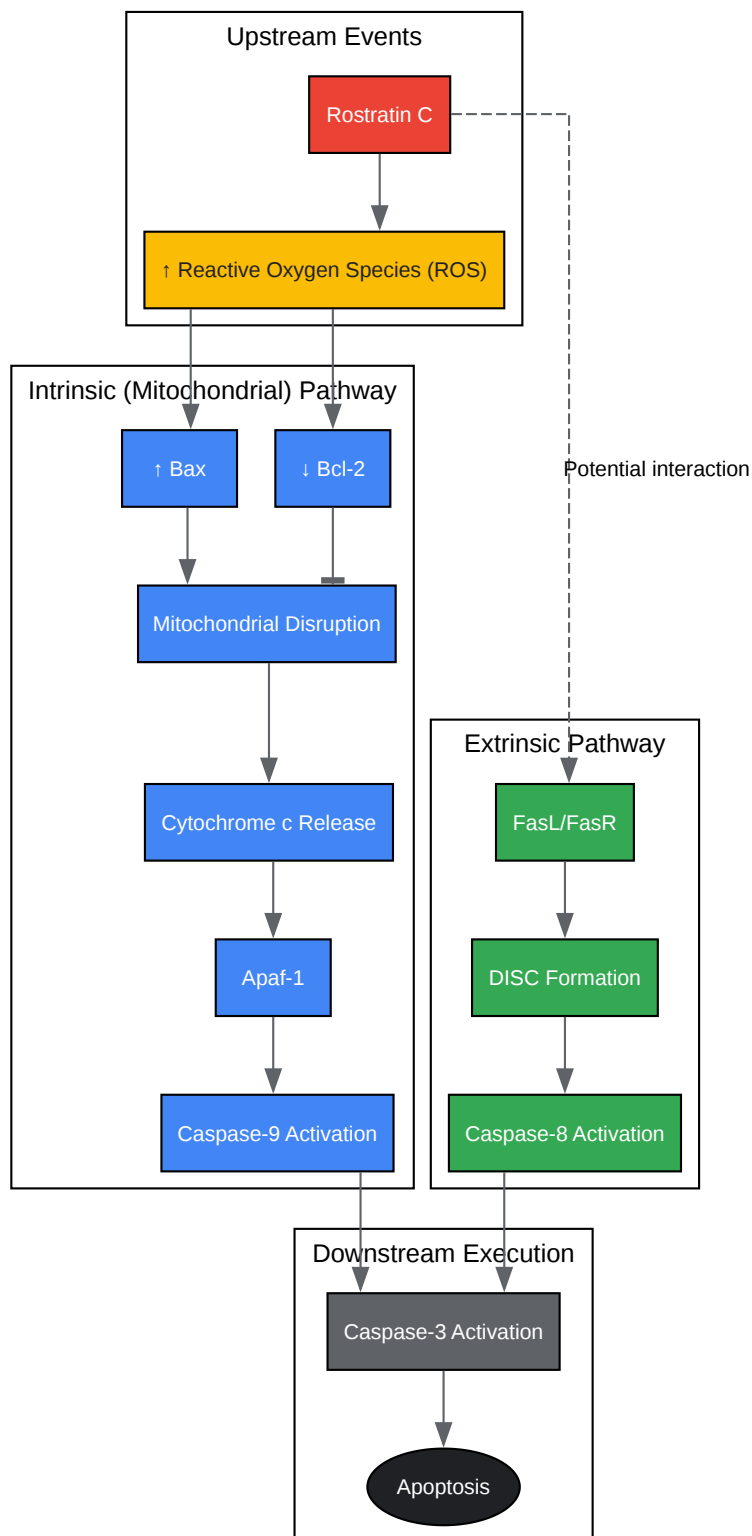 Upstream Events
Rostratin C
↑ Reactive Oxygen Species (ROS)
Intrinsic (Mitochondrial) Pathway
↑ Bax
↓ Bcl-2
Potential interaction
Mitochondrial Disruption
Extrinsic Pathway
Cytochrome c Release
FasL/FasR
Apaf-1
DISC Formation
Caspase-9 Activation
Caspase-8 Activation
Downstream Execution
Caspase-3 Activation
Apoptosis